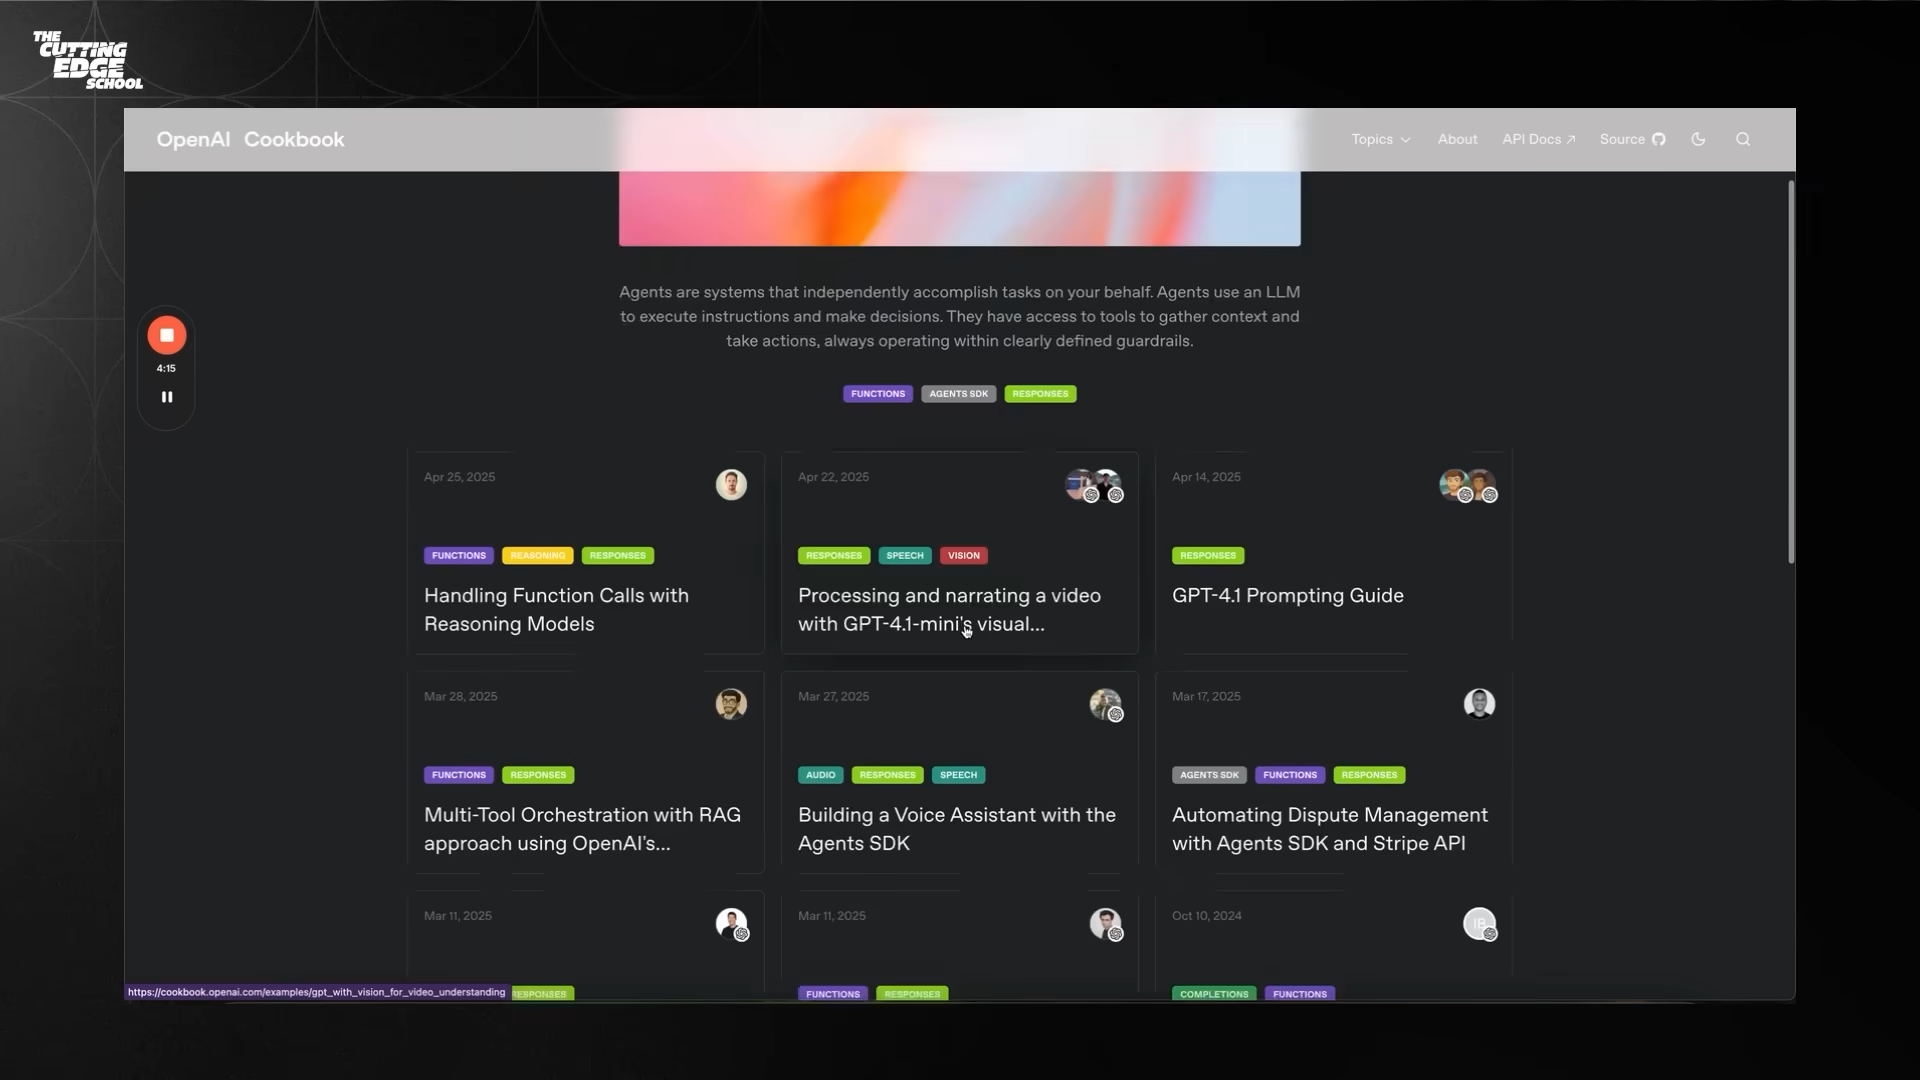 THE
CUTTING
EDGE
SCHOOL
OpenAI Cookbook
Topics
About
API Docs ↗
Source
Agents are systems that independently accomplish tasks on your behalf. Agents use an LLM
to execute instructions and make decisions. They have access to tools to gather context and
take actions, always operating within clearly defined guardrails.
FUNCTIONS AGENTS SDK RESPONSES
4:15
Apr 25, 2025
FUNCTIONS REASONING RESPONSES
Handling Function Calls with
Reasoning Models
Apr 22, 2025
RESPONSES SPEECH VISION
Processing and narrating a video
with GPT-4.1-mini's visual...
Apr 14, 2025
RESPONSES
GPT-4.1 Prompting Guide
Mar 28, 2025
FUNCTIONS RESPONSES
Multi-Tool Orchestration with RAG
approach using OpenAI's...
Mar 27, 2025
AUDIO RESPONSES SPEECH
Building a Voice Assistant with the
Agents SDK
Mar 17, 2025
AGENTS SDK FUNCTIONS RESPONSES
Automating Dispute Management
with Agents SDK and Stripe API
Mar 11, 2025
RESPONSES
Mar 11, 2025
FUNCTIONS RESPONSES
Oct 10, 2024
IB
COMPLETIONS FUNCTIONS
https://cookbook.openai.com/examples/gpt_with_vision_for_video_understanding